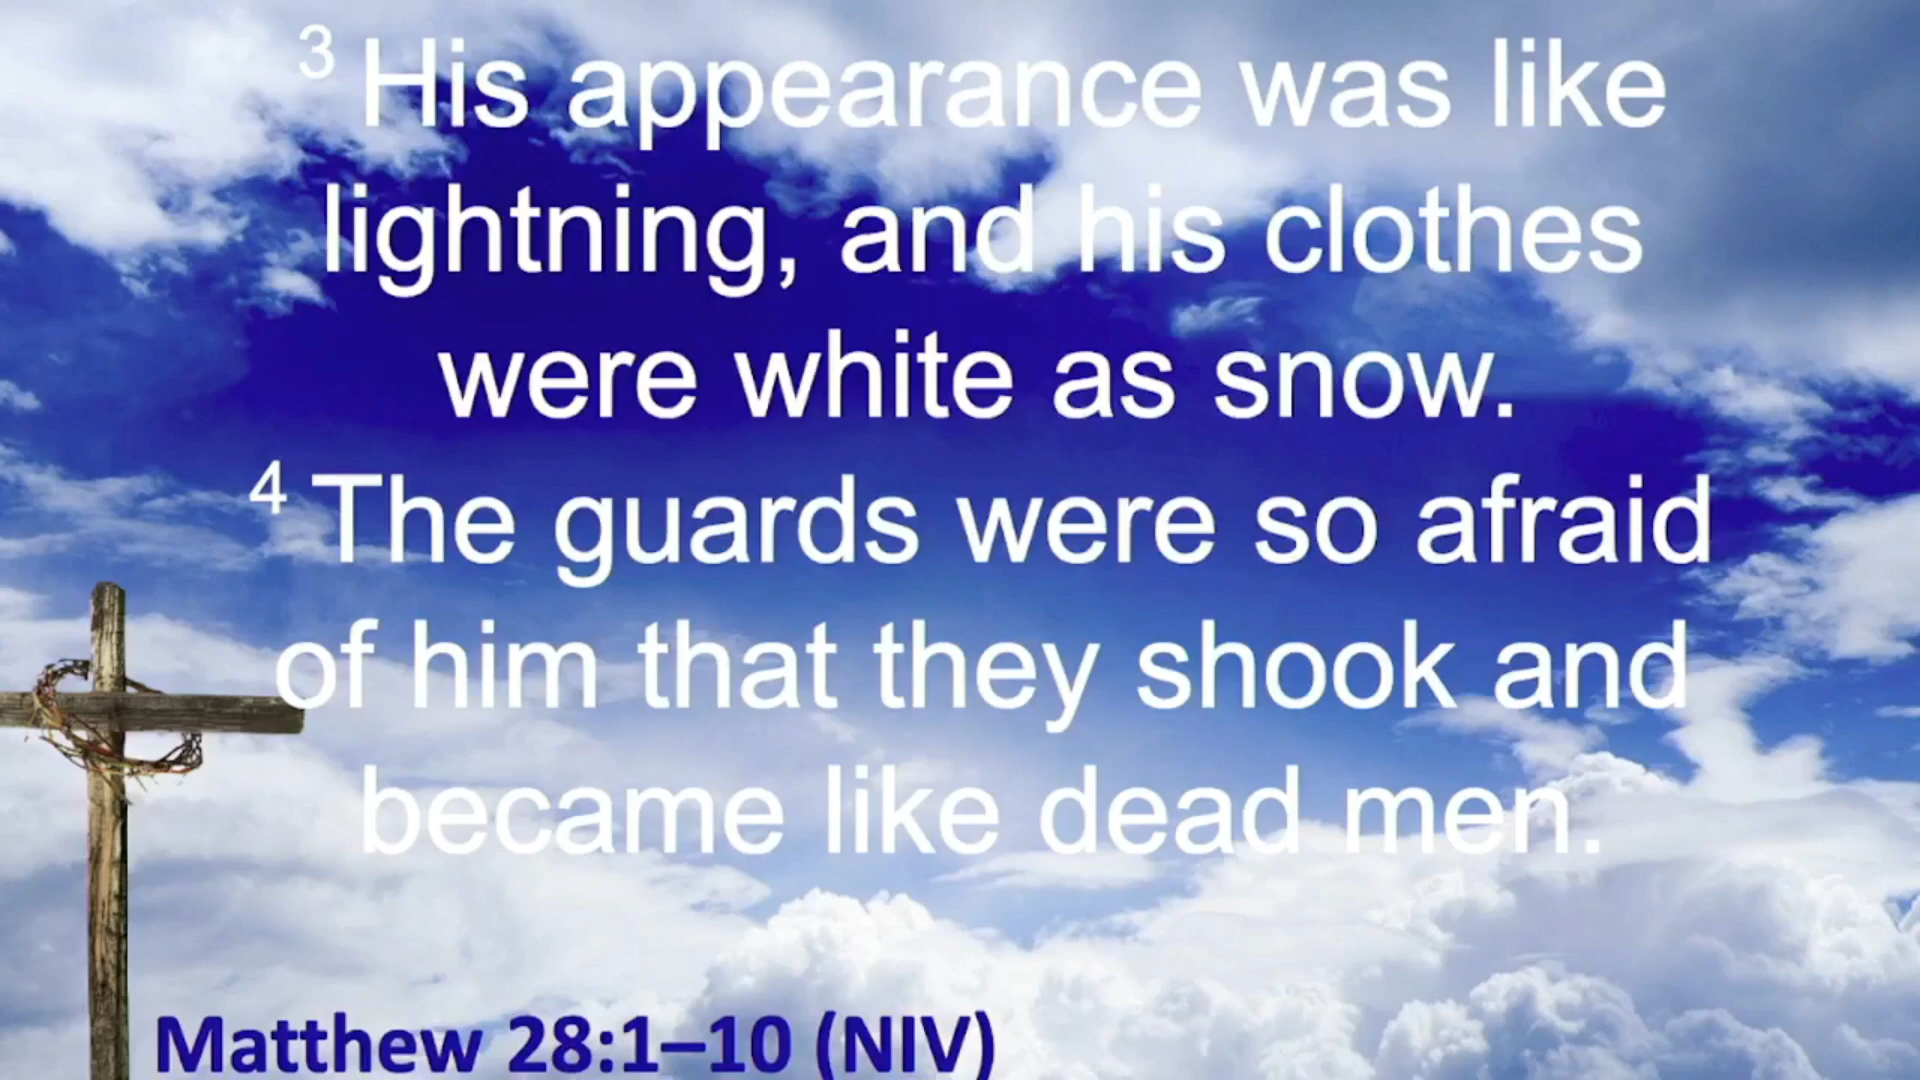 3 His appearance was like
lightning, and his clothes
were white as snow.
4 The guards were so afraid
of him that they shook and
became like dead men.
Matthew 28:1–10 (NIV)